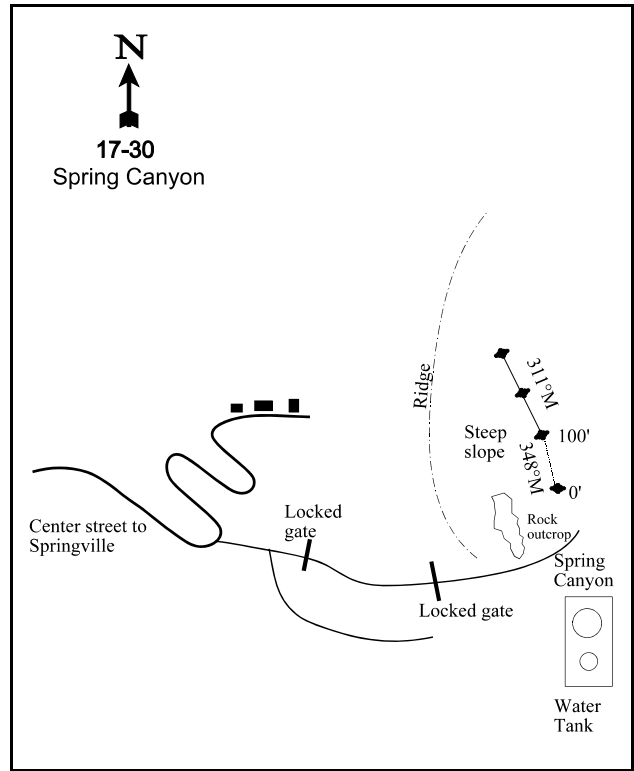 N
17-30
Spring Canyon
Ridge
311°M
Steep
slope
100'
348°M
0'
Rock
outcrop
Center street to
Springville
Locked
gate
Spring
Canyon
Locked gate
Water
Tank